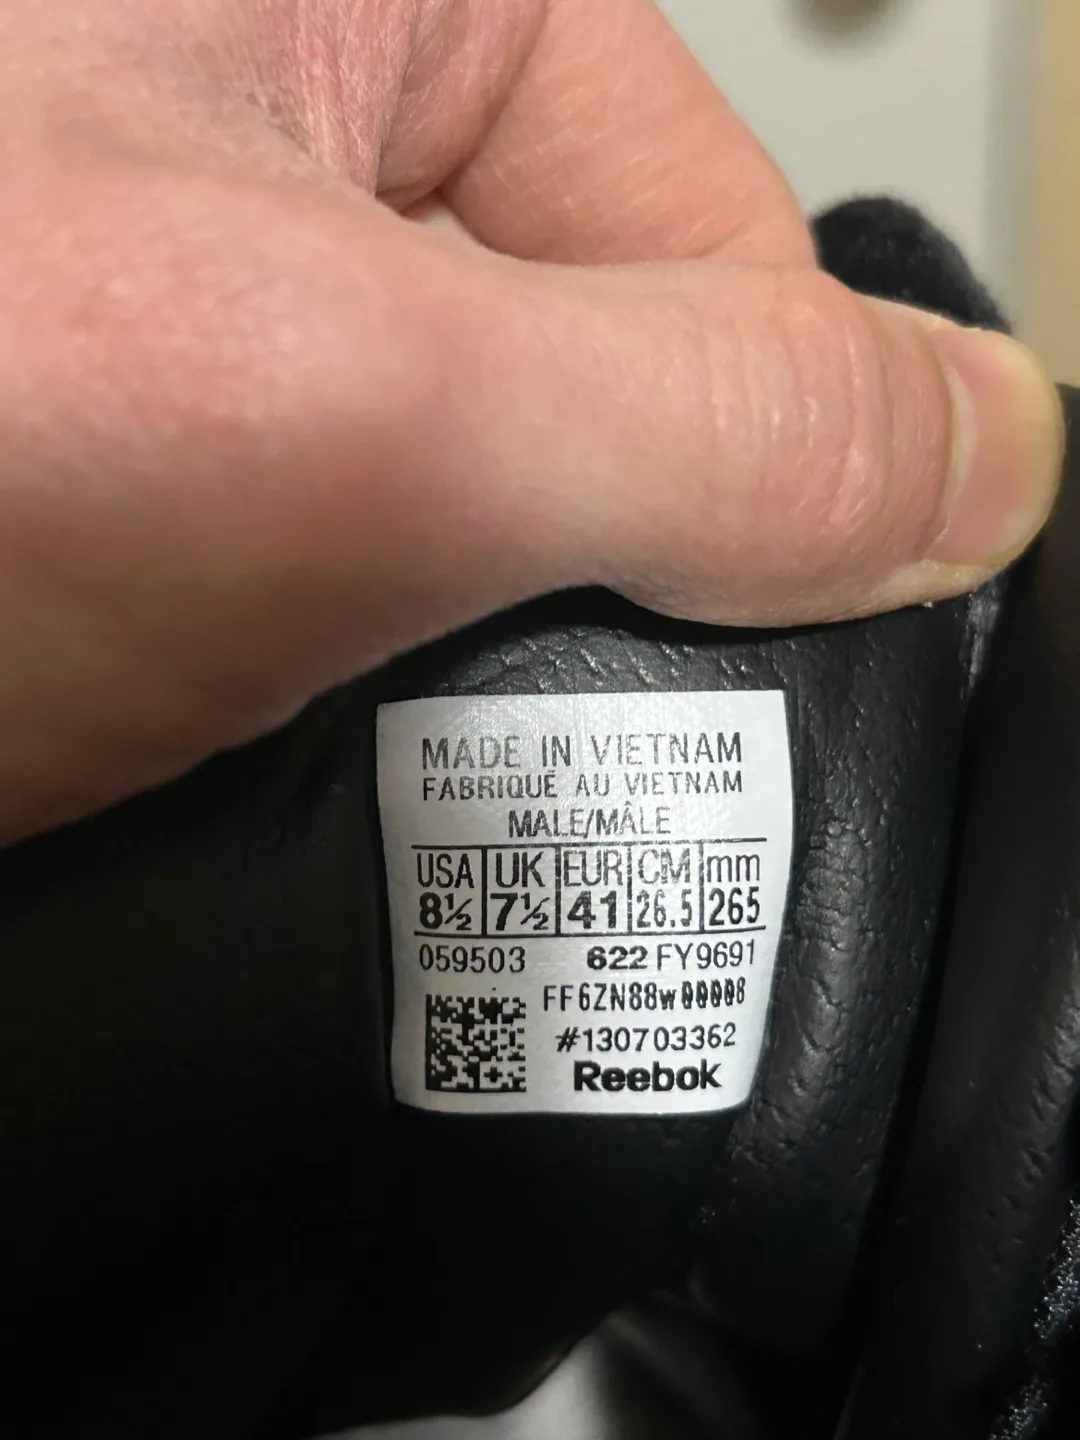 MADE IN VIETNAM
FABRIQUÉ AU VIETNAM
MALE/MÂLE
USA UK EUR CM mm
8½ 7½ 41 26.5 265
059503 622 FY9691
FF6ZN88W00008
#130703362
Reebok